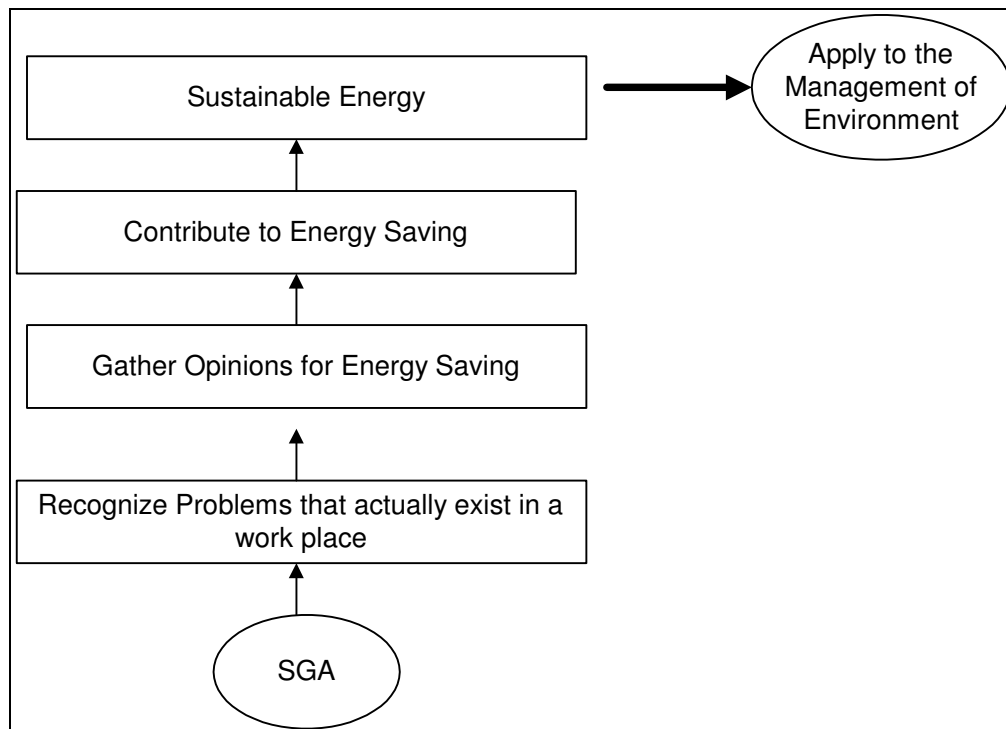 Apply to the
Management of
Environment
Sustainable Energy
Contribute to Energy Saving
Gather Opinions for Energy Saving
Recognize Problems that actually exist in a
work place
SGA